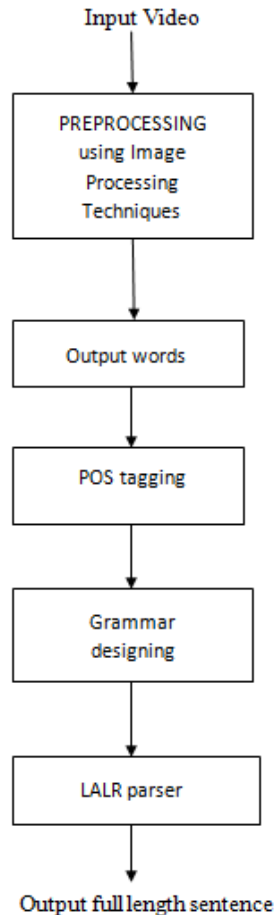 Input Video
PREPROCESSING
using Image
Processing
Techniques
Output words
POS tagging
Grammar
designing
LALR parser
Output full length sentence